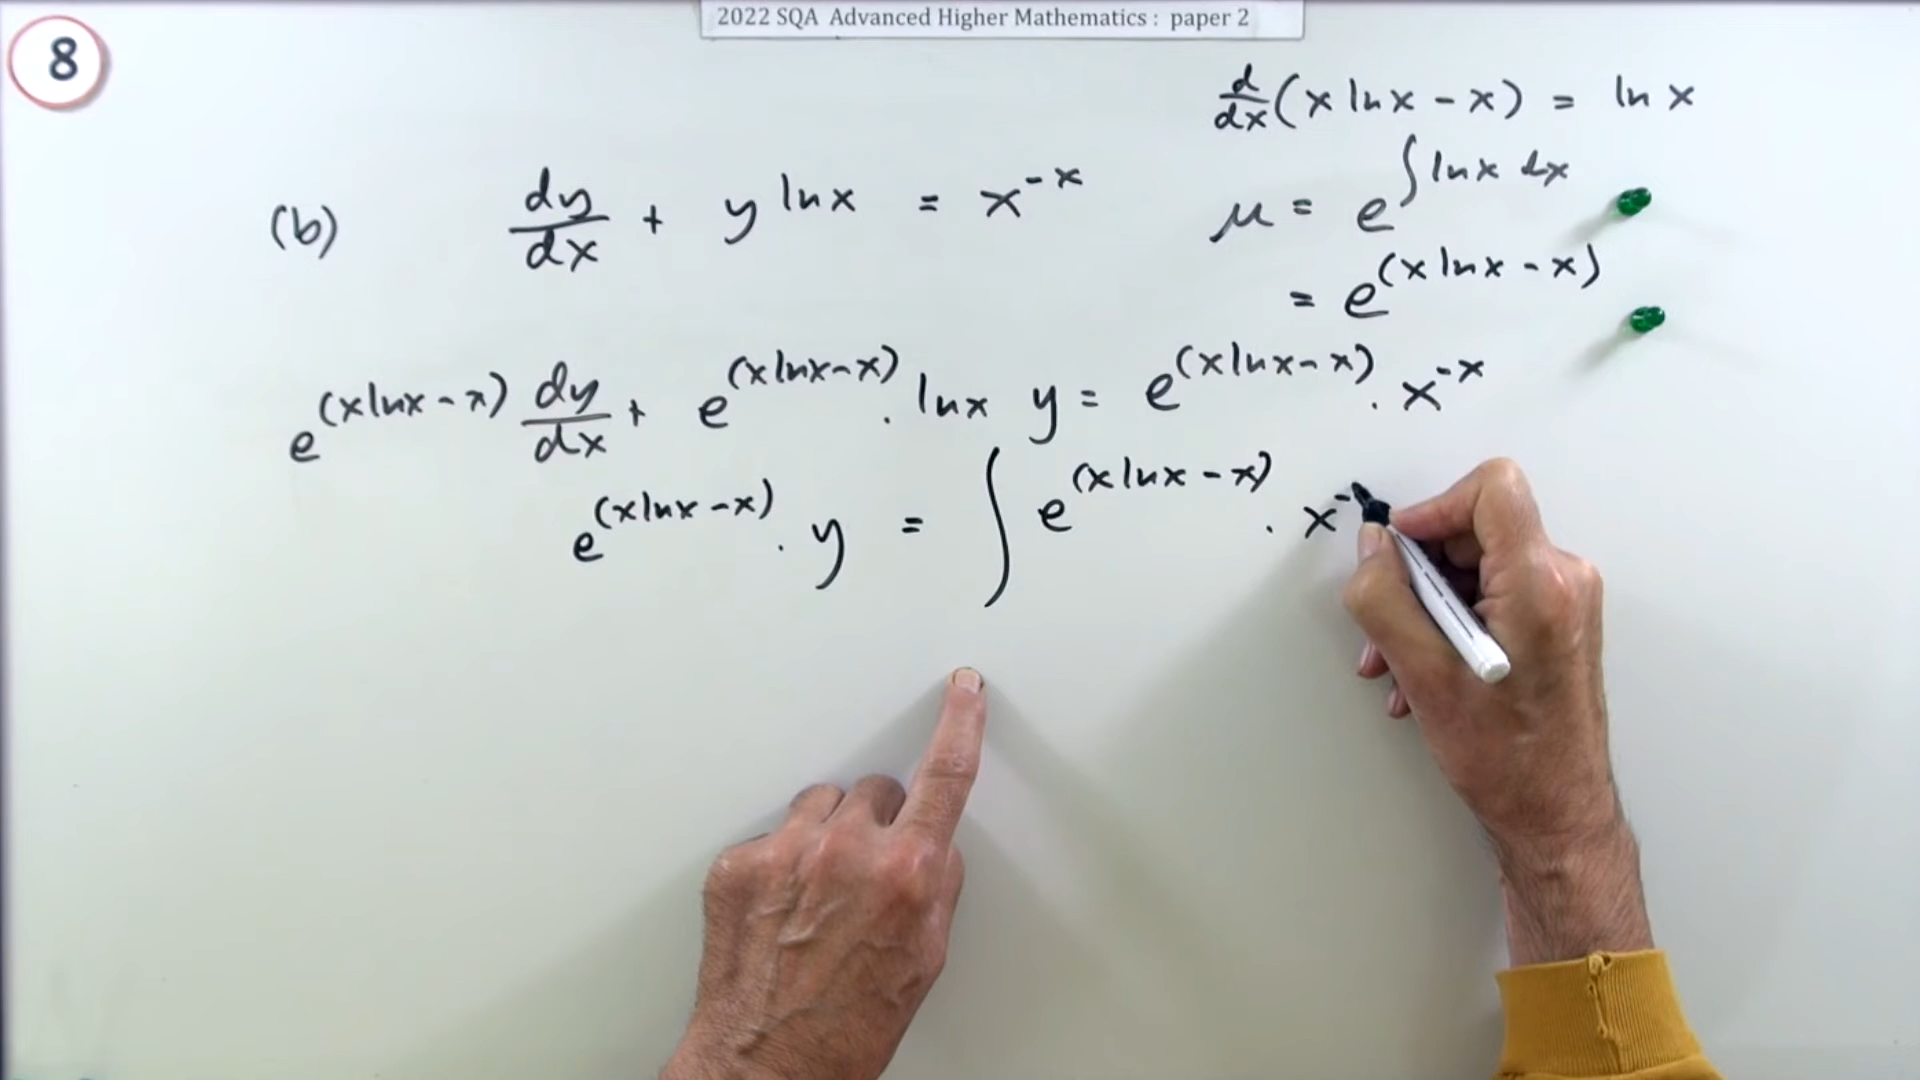 2022 SQA Advanced Higher Mathematics : paper 2
8
d/dx (x ln x - x) = ln x
(b) dy/dx + y ln x = x^{-x}
μ = e^{∫ ln x dx}
= e^{(x ln x - x)}
e^{(x ln x - x)} dy/dx + e^{(x ln x - x)} . ln x y = e^{(x ln x - x)} . x^{-x}
e^{(x ln x - x)} . y = ∫ e^{(x ln x - x)} . x^-